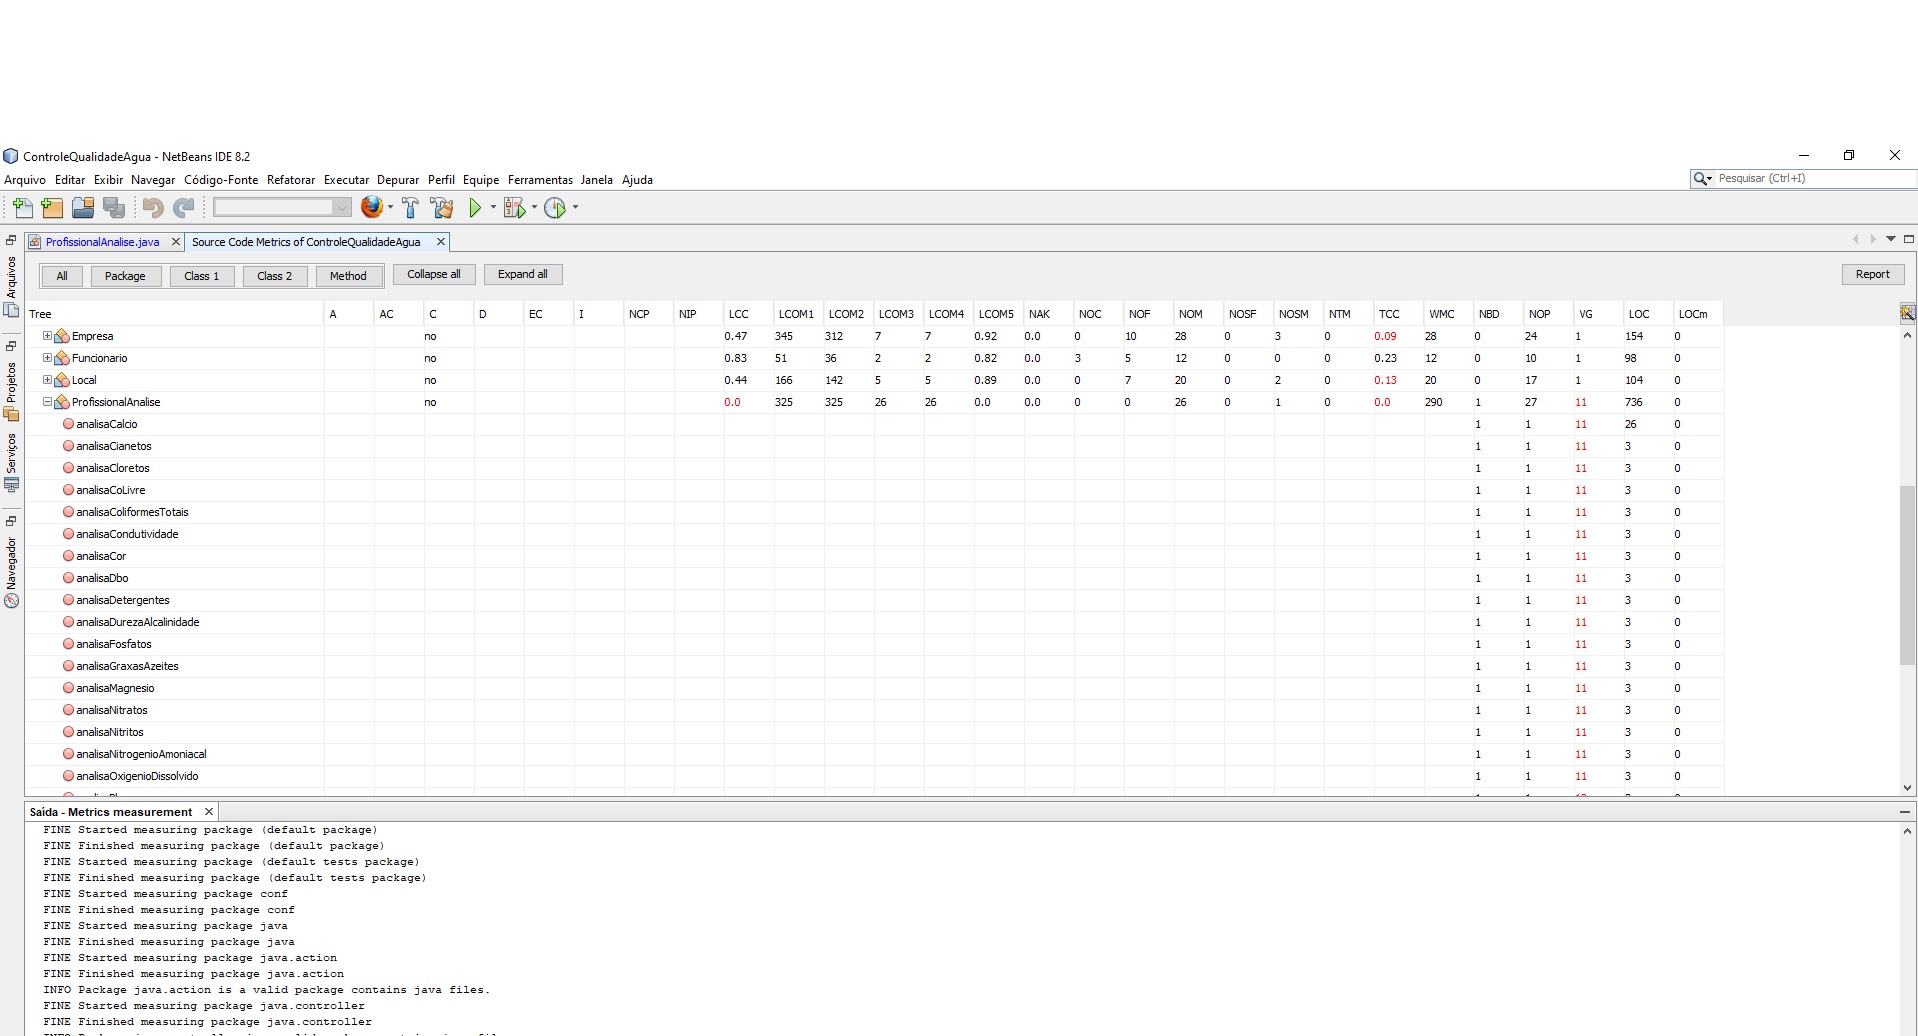 ControleQualidadeAgua - NetBeans IDE 8.2
Arquivo Editar Exibir Navegar Código-Fonte Refatorar Executar Depurar Perfil Equipe Ferramentas Janela Ajuda
Pesquisar (Ctrl+I)
ProfissionalAnalise.java
Source Code Metrics of ControleQualidadeAgua
Arquivos
Projetos
Serviços
Navegador
All Package Class 1 Class 2 Method Collapse all Expand all Report
Tree A AC C D EC I NCP NIP LCC LCOM1 LCOM2 LCOM3 LCOM4 LCOM5 NAK NOC NOF NOM NOSF NOSM NTM TCC WMC NBD NOP VG LOC LOCm
Empresa no 0.47 345 312 7 7 0.92 0.0 0 10 28 0 3 0 0.09 28 0 24 1 154 0
Funcionario no 0.83 51 36 2 2 0.82 0.0 3 5 12 0 0 0 0.23 12 0 10 1 98 0
Local no 0.44 166 142 5 5 0.89 0.0 0 7 20 0 2 0 0.13 20 0 17 1 104 0
ProfissionalAnalise no 0.0 325 325 26 26 0.0 0.0 0 0 26 0 1 0 0.0 290 1 27 11 736 0
analisaCalcio 1 1 11 26 0
analisaCianetos 1 1 11 3 0
analisaCloretos 1 1 11 3 0
analisaCoLivre 1 1 11 3 0
analisaColiformesTotais 1 1 11 3 0
analisaCondutividade 1 1 11 3 0
analisaCor 1 1 11 3 0
analisaDbo 1 1 11 3 0
analisaDetergentes 1 1 11 3 0
analisaDurezaAlcalinidade 1 1 11 3 0
analisaFosfatos 1 1 11 3 0
analisaGraxasAzeites 1 1 11 3 0
analisaMagnesio 1 1 11 3 0
analisaNitratos 1 1 11 3 0
analisaNitritos 1 1 11 3 0
analisaNitrogenioAmoniacal 1 1 11 3 0
analisaOxigenioDissolvido 1 1 11 3 0
Saída - Metrics measurement
FINE Started measuring package (default package)
FINE Finished measuring package (default package)
FINE Started measuring package (default tests package)
FINE Finished measuring package (default tests package)
FINE Started measuring package conf
FINE Finished measuring package conf
FINE Started measuring package java
FINE Finished measuring package java
FINE Started measuring package java.action
FINE Finished measuring package java.action
INFO Package java.action is a valid package contains java files.
FINE Started measuring package java.controller
FINE Finished measuring package java.controller